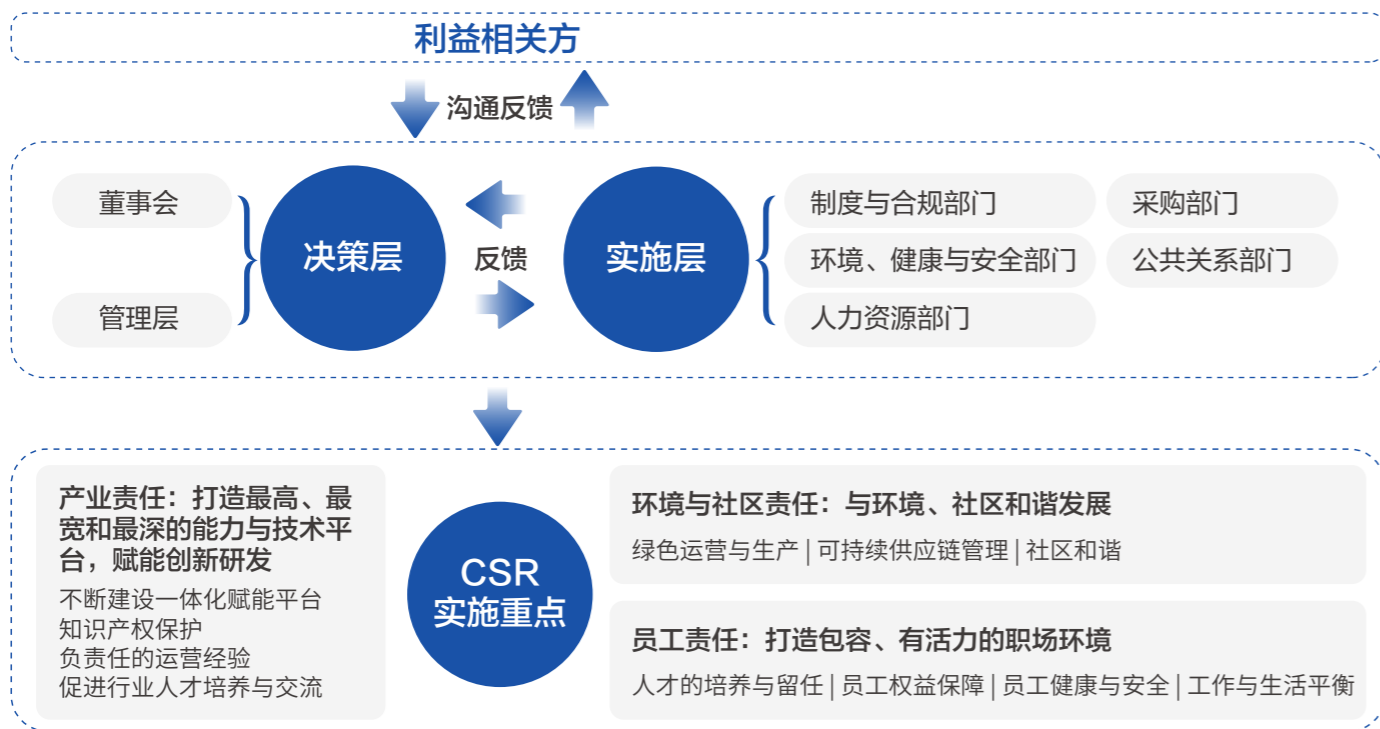 利益相关方
沟通反馈
董事会
管理层
决策层
反馈
实施层
制度与合规部门
采购部门
环境、健康与安全部门
公共关系部门
人力资源部门
产业责任：打造最高、最
宽和最深的能力与技术平
台，赋能创新研发
不断建设一体化赋能平台
知识产权保护
负责任的运营经验
促进行业人才培养与交流
CSR
实施重点
环境与社区责任：与环境、社区和谐发展
绿色运营与生产 | 可持续供应链管理 | 社区和谐
员工责任：打造包容、有活力的职场环境
人才的培养与留任 | 员工权益保障 | 员工健康与安全 | 工作与生活平衡